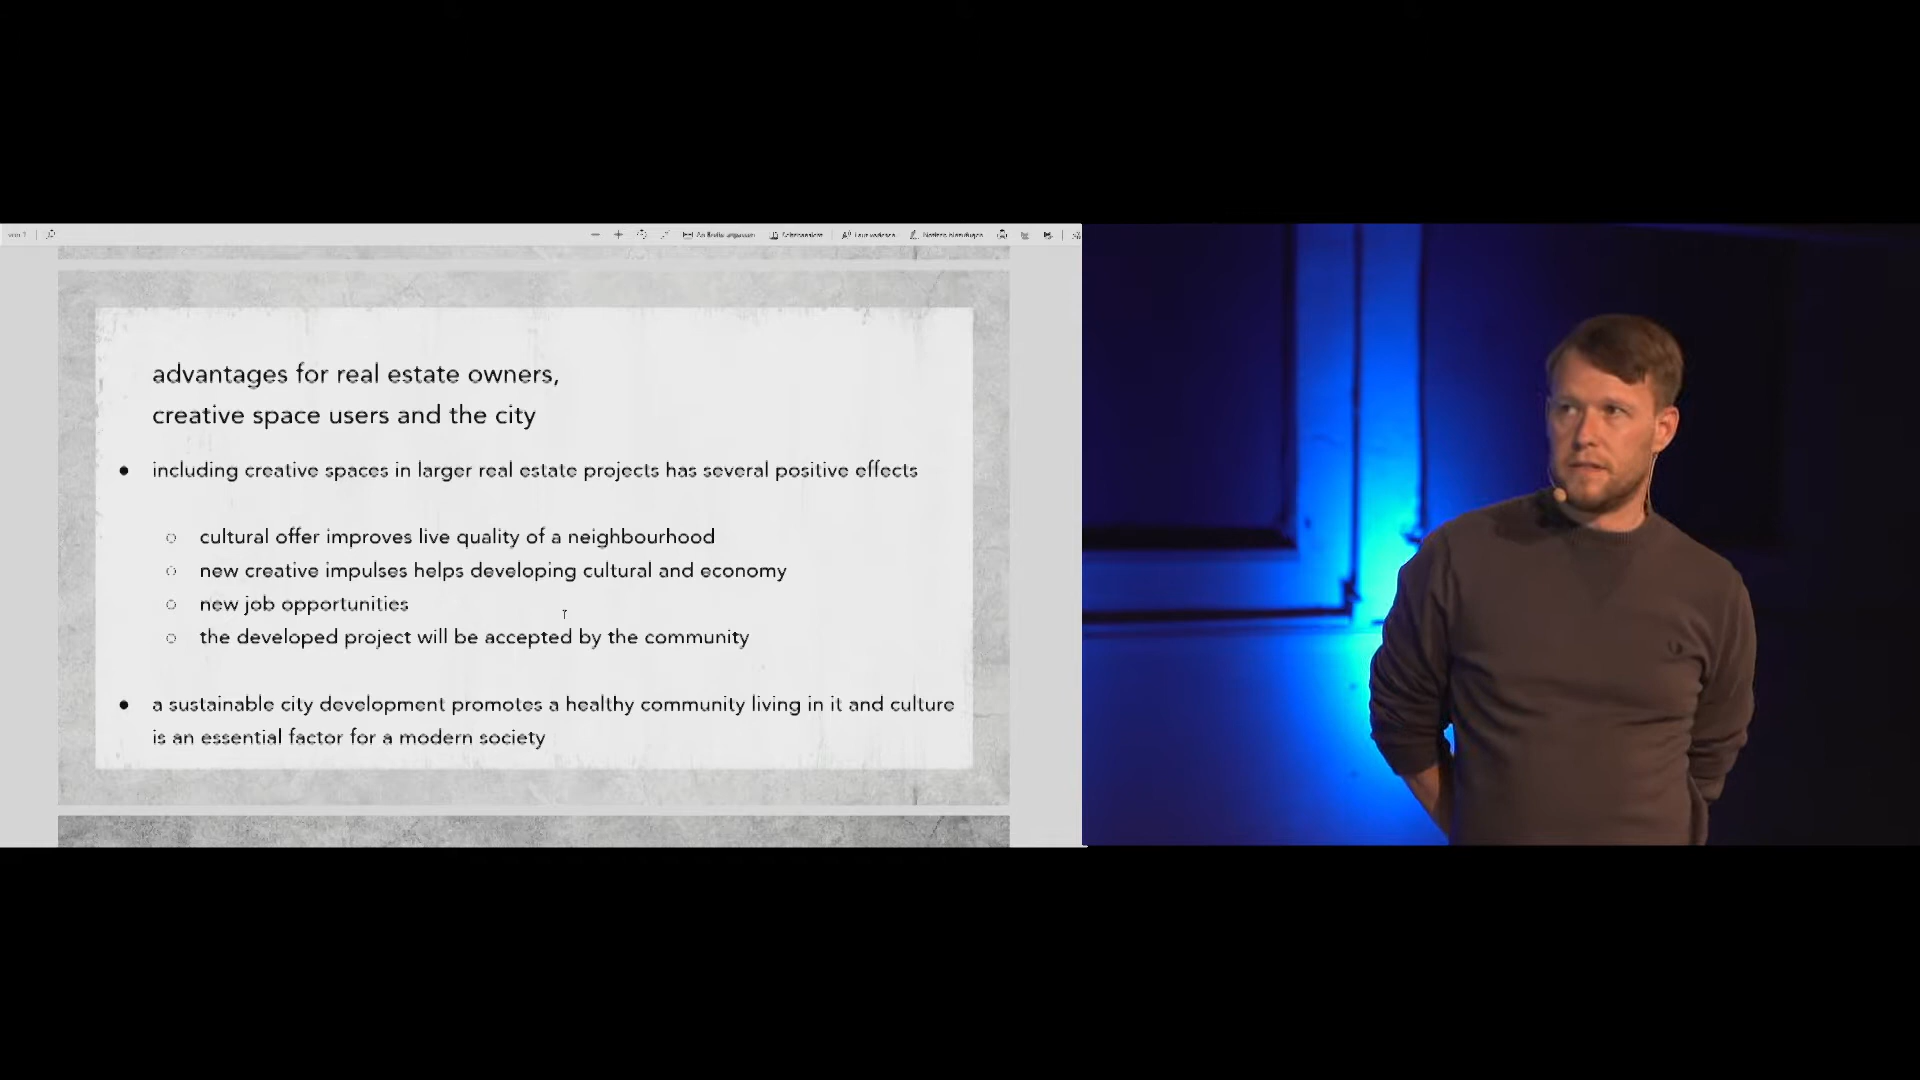 advantages for real estate owners,
creative space users and the city
including creative spaces in larger real estate projects has several positive effects
cultural offer improves live quality of a neighbourhood
new creative impulses helps developing cultural and economy
new job opportunities
the developed project will be accepted by the community
a sustainable city development promotes a healthy community living in it and culture
is an essential factor for a modern society